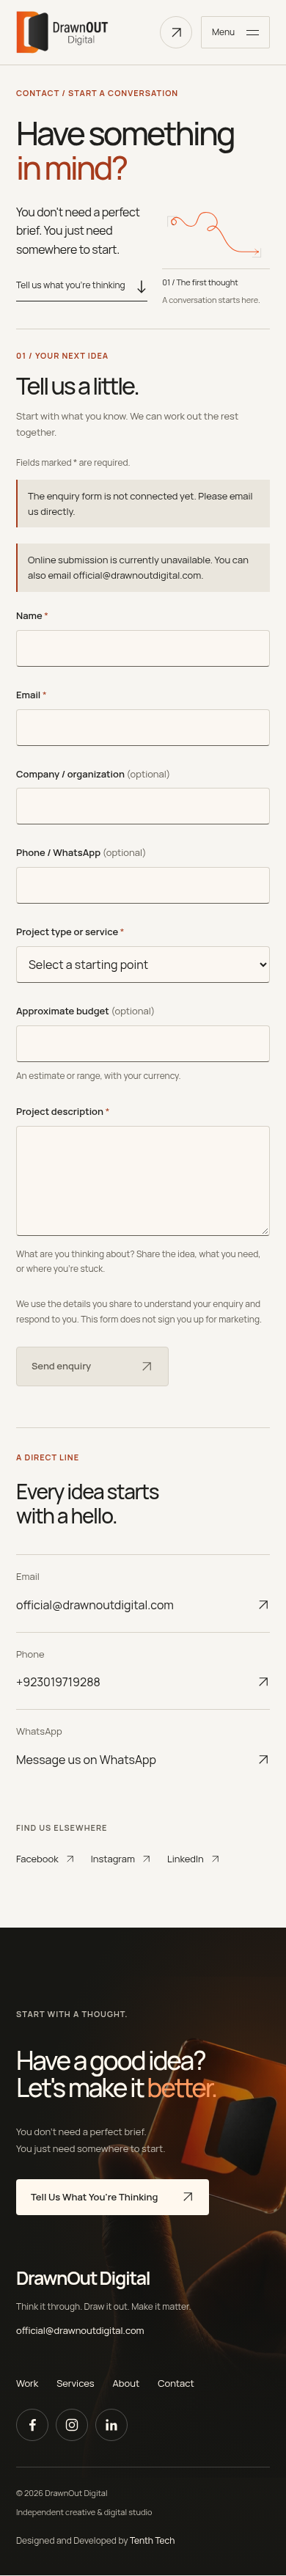 DrawnOUT
Digital
Menu
CONTACT / START A CONVERSATION
Have something
in mind?
You don't need a perfect
brief. You just need
somewhere to start.
Tell us what you're thinking
01 / The first thought
A conversation starts here.
01 / YOUR NEXT IDEA
Tell us a little.
Start with what you know. We can work out the rest
together.
Fields marked * are required.
The enquiry form is not connected yet. Please email
us directly.
Online submission is currently unavailable. You can
also email official@drawnoutdigital.com.
Name *
Email *
Company / organization (optional)
Phone / WhatsApp (optional)
Project type or service *
Select a starting point
Approximate budget (optional)
An estimate or range, with your currency.
Project description *
What are you thinking about? Share the idea, what you need,
or where you're stuck.
We use the details you share to understand your enquiry and
respond to you. This form does not sign you up for marketing.
Send enquiry
A DIRECT LINE
Every idea starts
with a hello.
Email
official@drawnoutdigital.com
Phone
+923019719288
WhatsApp
Message us on WhatsApp
FIND US ELSEWHERE
Facebook
Instagram
LinkedIn
START WITH A THOUGHT.
Have a good idea?
Let's make it better.
You don't need a perfect brief.
You just need somewhere to start.
Tell Us What You're Thinking
DrawnOut Digital
Think it through. Draw it out. Make it matter.
official@drawnoutdigital.com
Work
Services
About
Contact
© 2026 DrawnOut Digital
Independent creative & digital studio
Designed and Developed by Tenth Tech